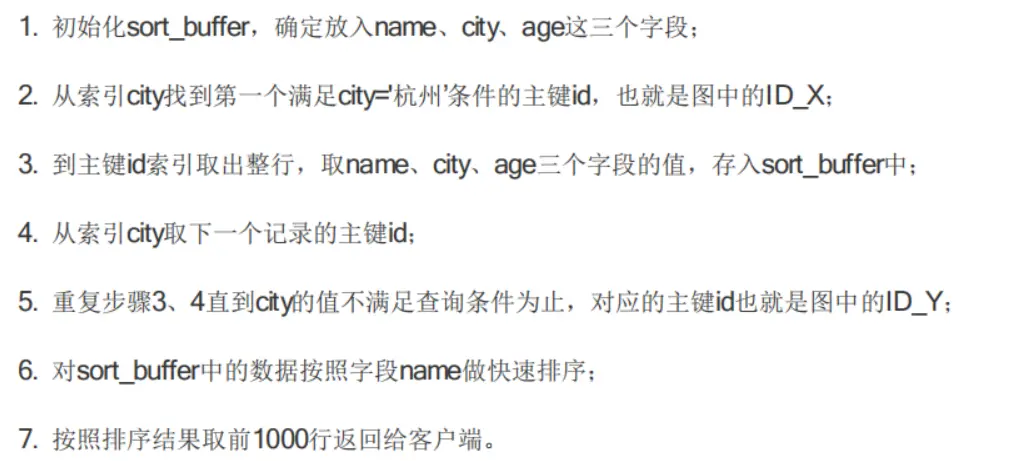 1. 初始化sort_buffer，确定放入name、city、age这三个字段；
2. 从索引city找到第一个满足city='杭州’条件的主键id，也就是图中的ID_X；
3. 到主键id索引取出整行，取name、city、age三个字段的值，存入sort_buffer中；
4. 从索引city取下一个记录的主键id；
5. 重复步骤3、4直到city的值不满足查询条件为止，对应的主键id也就是图中的ID_Y；
6. 对sort_buffer中的数据按照字段name做快速排序；
7. 按照排序结果取前1000行返回给客户端。